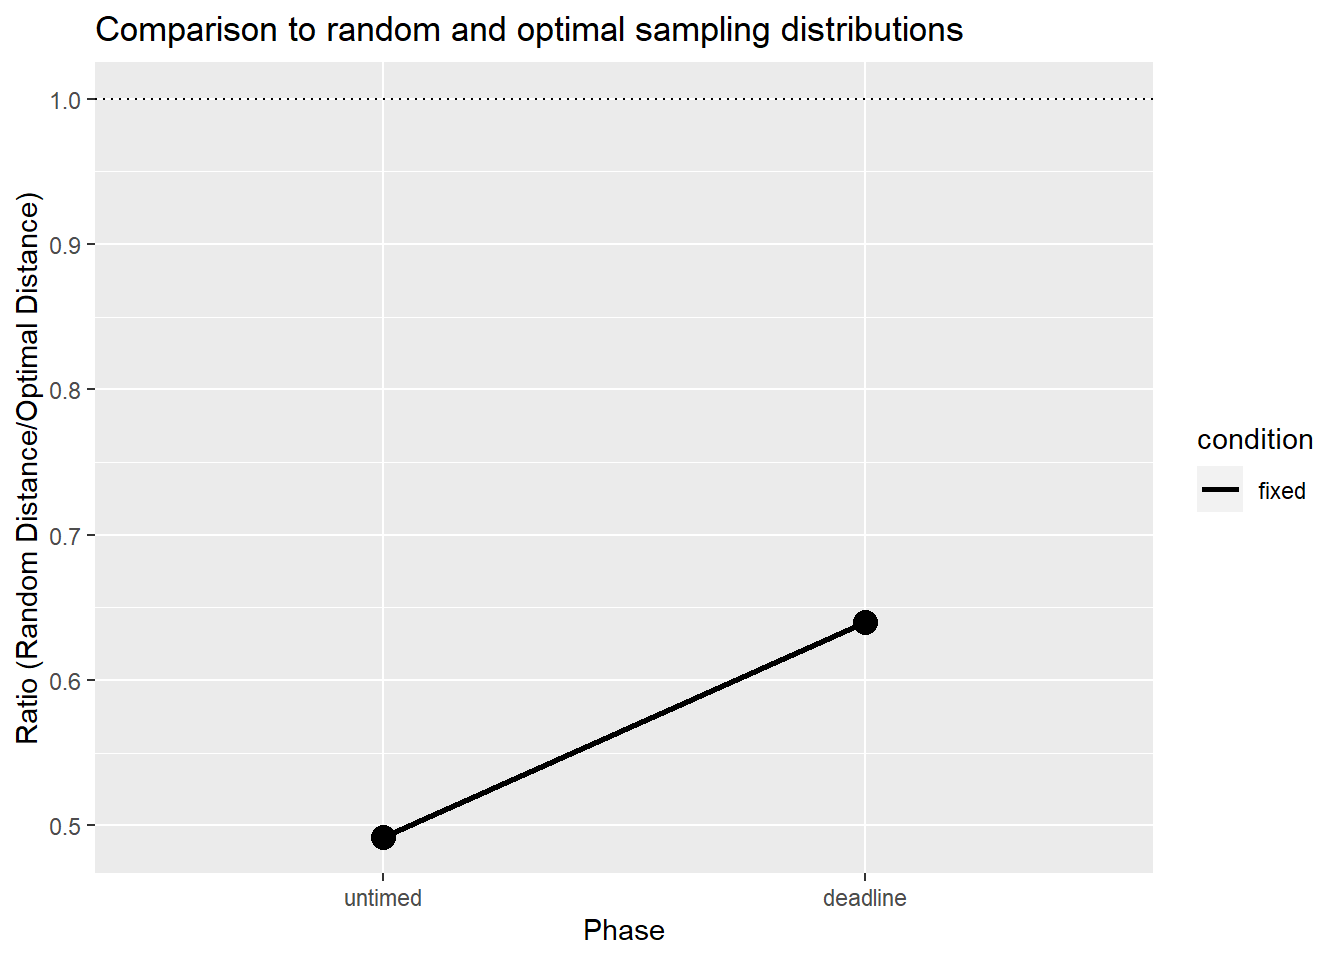 Comparison to random and optimal sampling distributions
Ratio (Random Distance/Optimal Distance)
1.0
0.9
0.8
0.7
0.6
0.5
untimed
deadline
Phase
condition
fixed